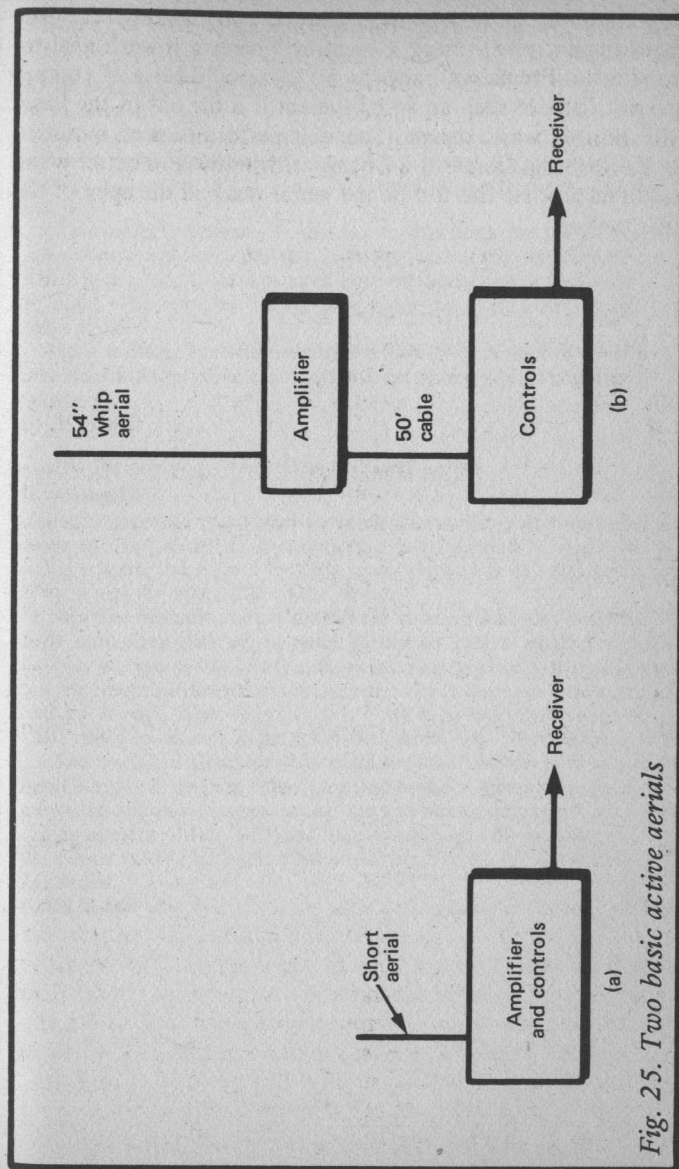 Short
aerial
Amplifier
and controls
Receiver
(a)
54"
whip
aerial
Amplifier
50'
cable
Controls
Receiver
(b)
Fig. 25. Two basic active aerials